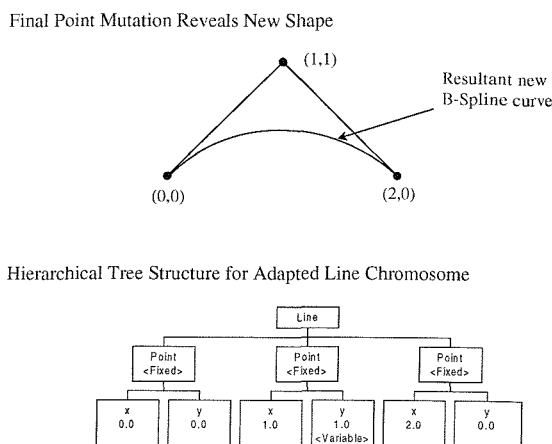 Final Point Mutation Reveals New Shape
(1,1)
Resultant new
B-Spline curve
(0,0)
(2,0)
Hierarchical Tree Structure for Adapted Line Chromosome
Line
Point
<Fixed>
Point
<Fixed>
Point
<Fixed>
x
0.0
y
0.0
x
1.0
y
1.0
<Variable>
x
2.0
y
0.0